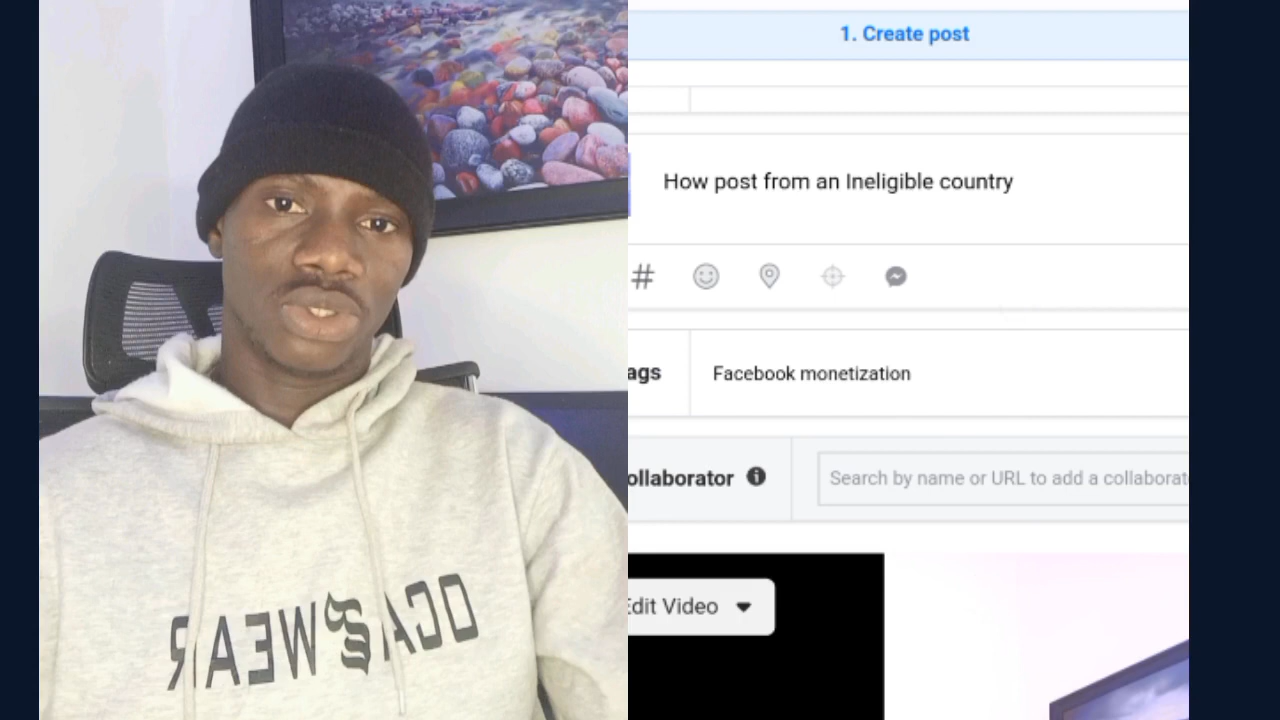 1. Create post
How post from an Ineligible country
#
ags
Facebook monetization
ollaborator
Search by name or URL to add a collaborat
Edit Video
WEAR